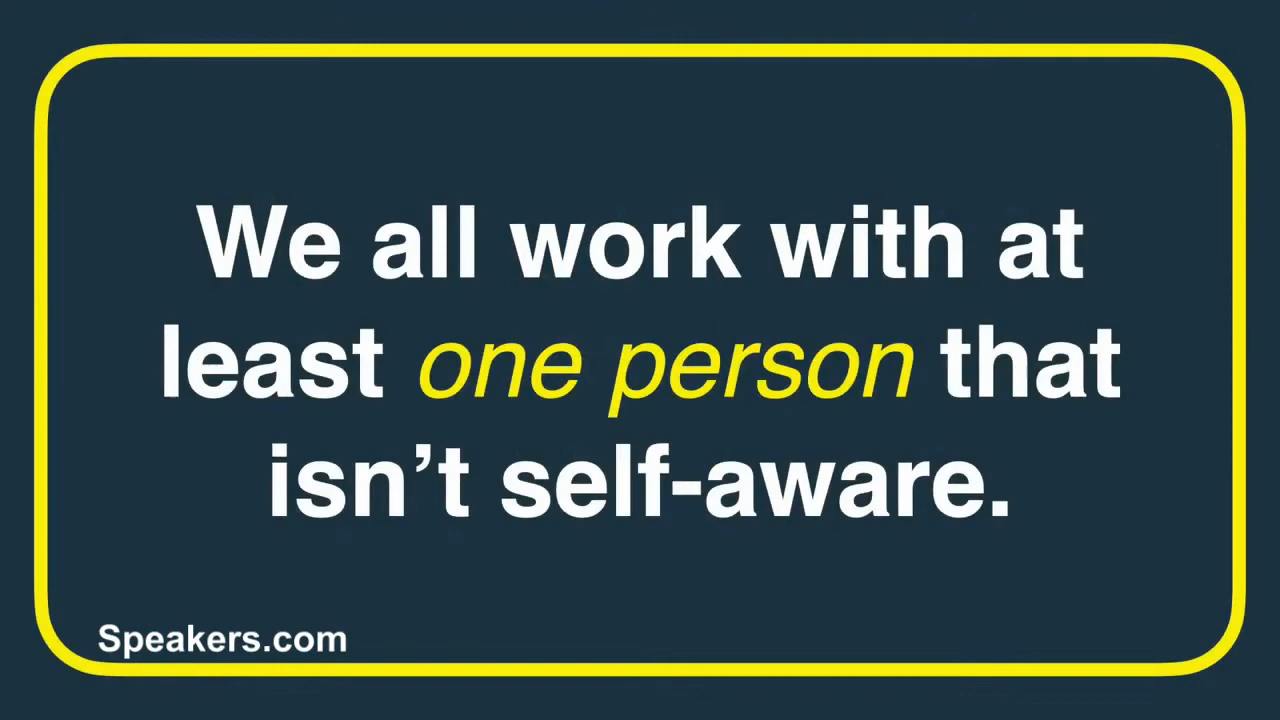 We all work with at
least one person that
isn’t self-aware.
Speakers.com